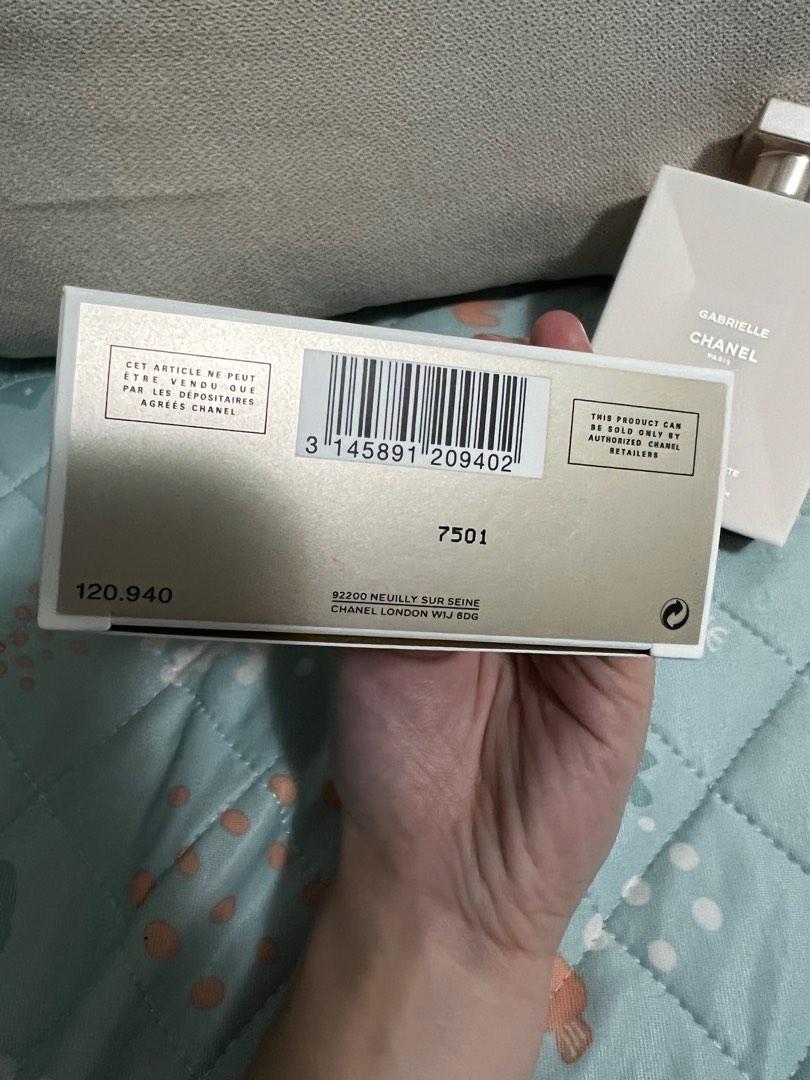 GABRIELLE
CHANEL
PARIS
CET ARTICLE NE PEUT
ÊTRE VENDU QUE
PAR LES DÉPOSITAIRES
AGRÉÉS CHANEL
3 145891 209402
THIS PRODUCT CAN
BE SOLD ONLY BY
AUTHORIZED CHANEL
RETAILERS
7501
120.940
92200 NEUILLY SUR SEINE
CHANEL LONDON W1J 6DG